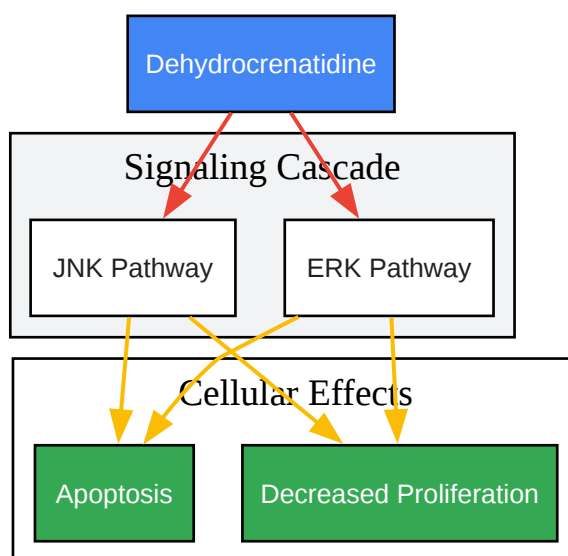 Dehydrocrenatidine
Signaling Cascade
JNK Pathway
ERK Pathway
Cellular Effects
Apoptosis
Decreased Proliferation